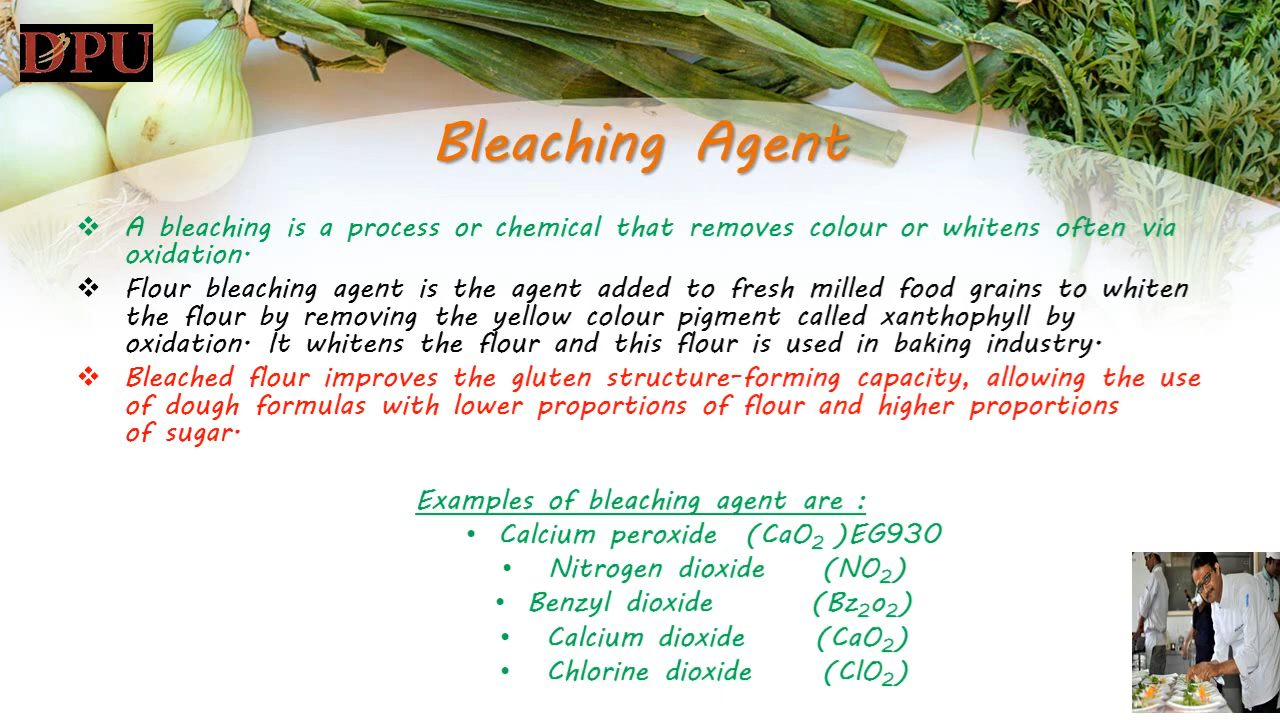 DPU
Bleaching Agent
❖ A bleaching is a process or chemical that removes colour or whitens often via
oxidation.
❖ Flour bleaching agent is the agent added to fresh milled food grains to whiten
the flour by removing the yellow colour pigment called xanthophyll by
oxidation. It whitens the flour and this flour is used in baking industry.
❖ Bleached flour improves the gluten structure-forming capacity, allowing the use
of dough formulas with lower proportions of flour and higher proportions
of sugar.
Examples of bleaching agent are :
• Calcium peroxide (CaO₂ )EG930
• Nitrogen dioxide (NO₂)
• Benzyl dioxide (Bz₂o₂)
• Calcium dioxide (CaO₂)
• Chlorine dioxide (ClO₂)